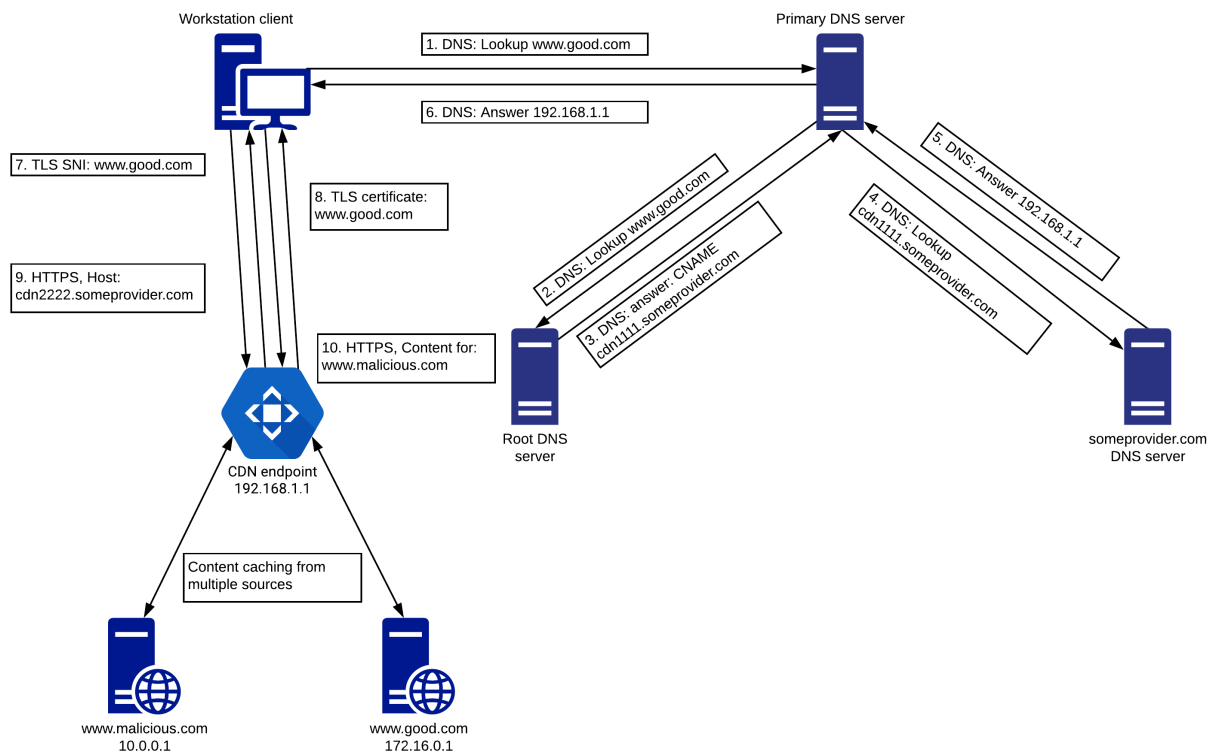 Workstation client
Primary DNS server
1. DNS: Lookup www.good.com
6. DNS: Answer 192.168.1.1
7. TLS SNI: www.good.com
8. TLS certificate:
www.good.com
2. DNS: Lookup www.good.com
3. DNS: answer: CNAME
cdn1111.someprovider.com
4. DNS: Lookup
cdn1111.someprovider.com
5. DNS: Answer 192.168.1.1
9. HTTPS, Host:
cdn2222.someprovider.com
10. HTTPS, Content for:
www.malicious.com
Root DNS
server
someprovider.com
DNS server
CDN endpoint
192.168.1.1
Content caching from
multiple sources
www.malicious.com
10.0.0.1
www.good.com
172.16.0.1